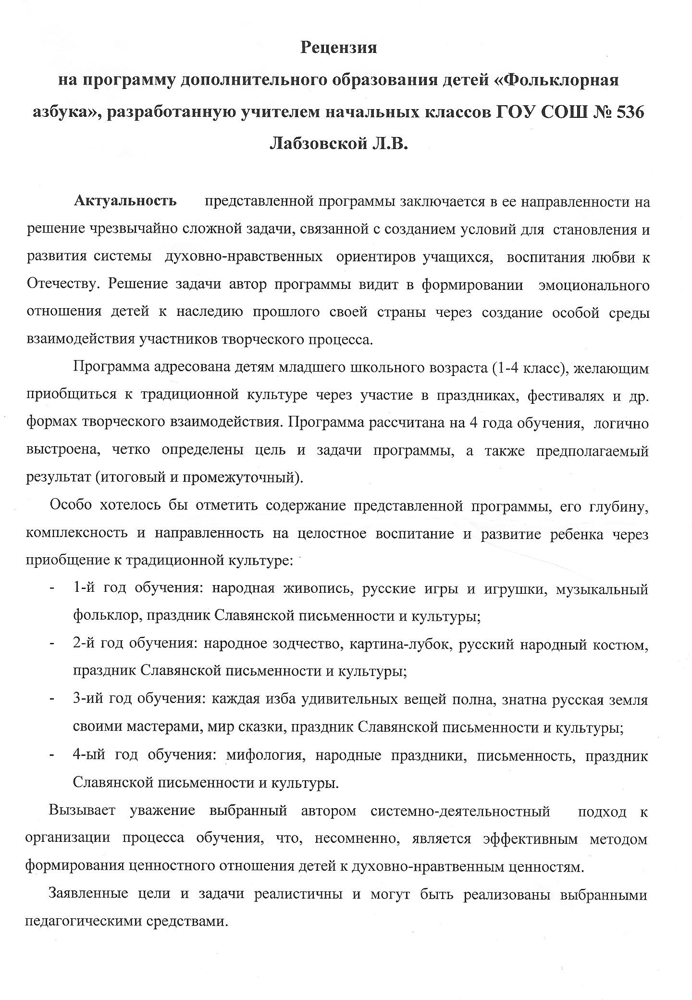 Рецензия
на программу дополнительного образования детей «Фольклорная
азбука», разработанную учителем начальных классов ГОУ СОШ № 536
Лабзовской Л.В.
Актуальность представленной программы заключается в ее направленности на
решение чрезвычайно сложной задачи, связанной с созданием условий для становления и
развития системы духовно-нравственных ориентиров учащихся, воспитания любви к
Отечеству. Решение задачи автор программы видит в формировании эмоционального
отношения детей к наследию прошлого своей страны через создание особой среды
взаимодействия участников творческого процесса.
Программа адресована детям младшего школьного возраста (1-4 класс), желающим
приобщиться к традиционной культуре через участие в праздниках, фестивалях и др.
формах творческого взаимодействия. Программа рассчитана на 4 года обучения, логично
выстроена, четко определены цель и задачи программы, а также предполагаемый
результат (итоговый и промежуточный).
Особо хотелось бы отметить содержание представленной программы, его глубину,
комплексность и направленность на целостное воспитание и развитие ребенка через
приобщение к традиционной культуре:
- 1-й год обучения: народная живопись, русские игры и игрушки, музыкальный
фольклор, праздник Славянской письменности и культуры;
- 2-й год обучения: народное зодчество, картина-лубок, русский народный костюм,
праздник Славянской письменности и культуры;
- 3-ий год обучения: каждая изба удивительных вещей полна, знатна русская земля
своими мастерами, мир сказки, праздник Славянской письменности и культуры;
- 4-ый год обучения: мифология, народные праздники, письменность, праздник
Славянской письменности и культуры.
Вызывает уважение выбранный автором системно-деятельностный подход к
организации процесса обучения, что, несомненно, является эффективным методом
формирования ценностного отношения детей к духовно-нравтвенным ценностям.
Заявленные цели и задачи реалистичны и могут быть реализованы выбранными
педагогическими средствами.